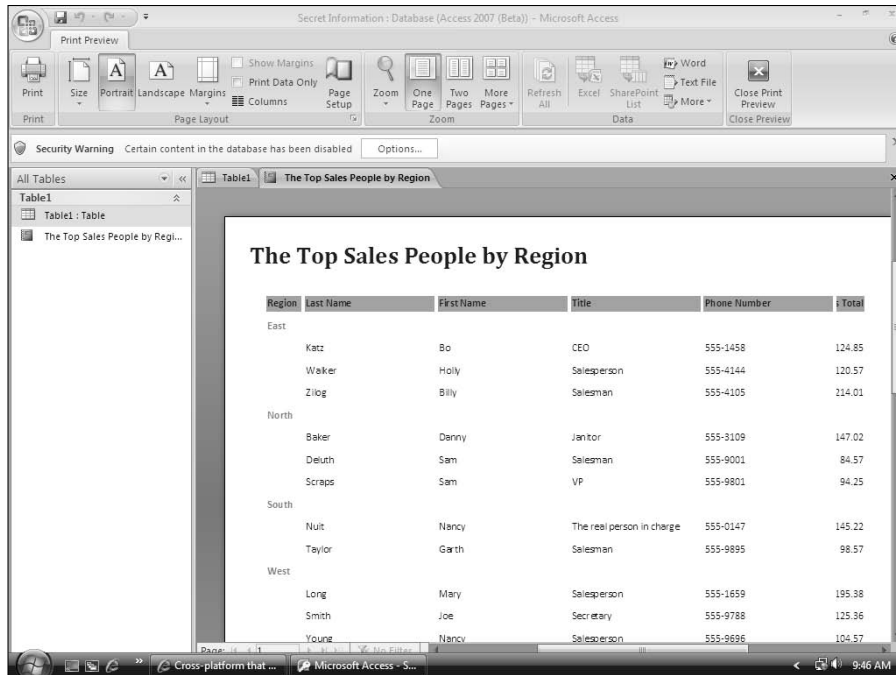 Secret Information : Database (Access 2007 (Beta)) - Microsoft Access
Print Preview
Print
Size
Portrait
Landscape
Margins
Show Margins
Print Data Only
Columns
Page Setup
Zoom
One Page
Two Pages
More Pages
Refresh All
Excel
SharePoint List
Word
Text File
More
Close Print Preview
Print
Page Layout
Zoom
Data
Close Preview
Security Warning Certain content in the database has been disabled Options...
All Tables
Table1
Table1 : Table
The Top Sales People by Regi...
Table1 The Top Sales People by Region
The Top Sales People by Region
Region Last Name First Name Title Phone Number s Total
East
Katz Bo CEO 555-1458 124.85
Walker Holly Salesperson 555-4144 120.57
Zilog Billy Salesman 555-4105 214.01
North
Baker Danny Janitor 555-3109 147.02
Deluth Sam Salesman 555-9001 84.57
Scraps Sam VP 555-9801 94.25
South
Nuit Nancy The real person in charge 555-0147 145.22
Taylor Garth Salesman 555-9895 98.57
West
Long Mary Salesperson 555-1659 195.38
Smith Joe Secretary 555-9788 125.36
Young Nancy Salesperson 555-9696 104.57
Page: 1 No Filter
Cross-platform that ... Microsoft Access - S... 9:46 AM